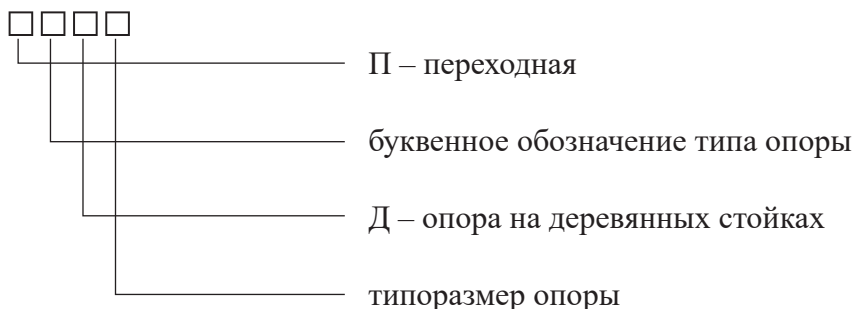 П – переходная
буквенное обозначение типа опоры
Д – опора на деревянных стойках
типоразмер опоры